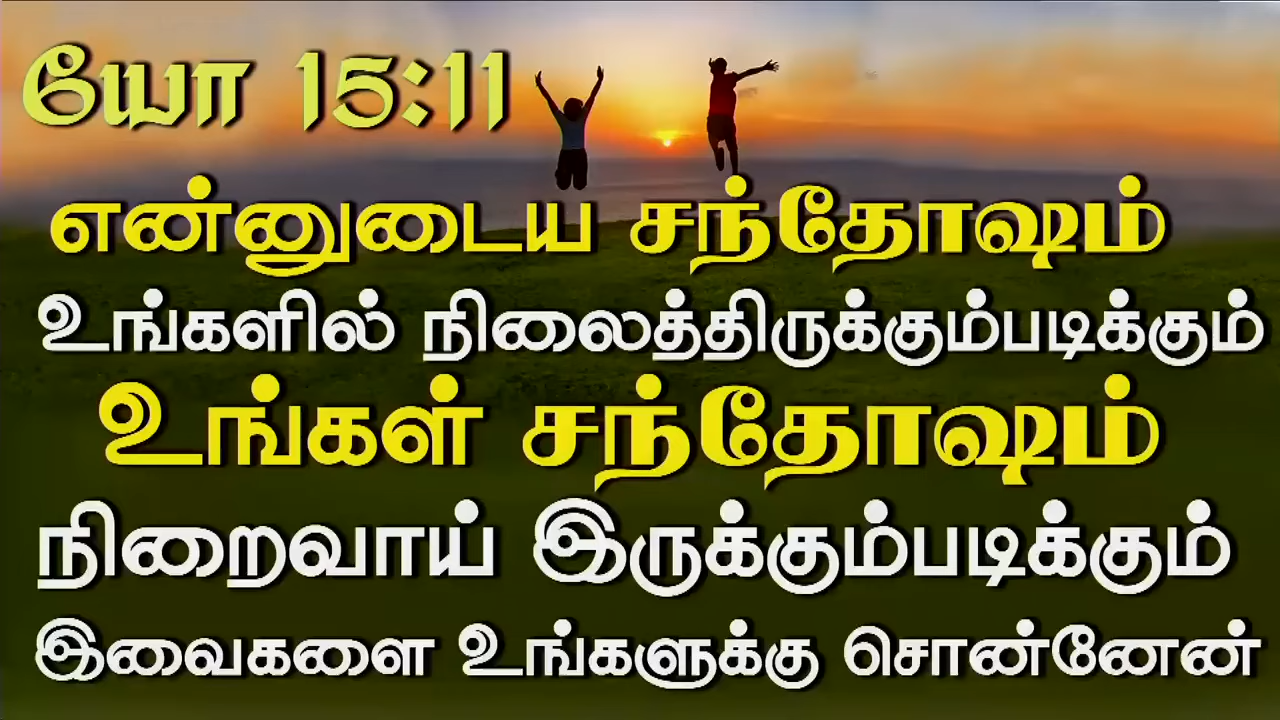 யோ 15:11
என்னுடைய சந்தோஷம்
உங்களில் நிலைத்திருக்கும்படிக்கும்
உங்கள் சந்தோஷம்
நிறைவாய் இருக்கும்படிக்கும்
இவைகளை உங்களுக்கு சொன்னேன்